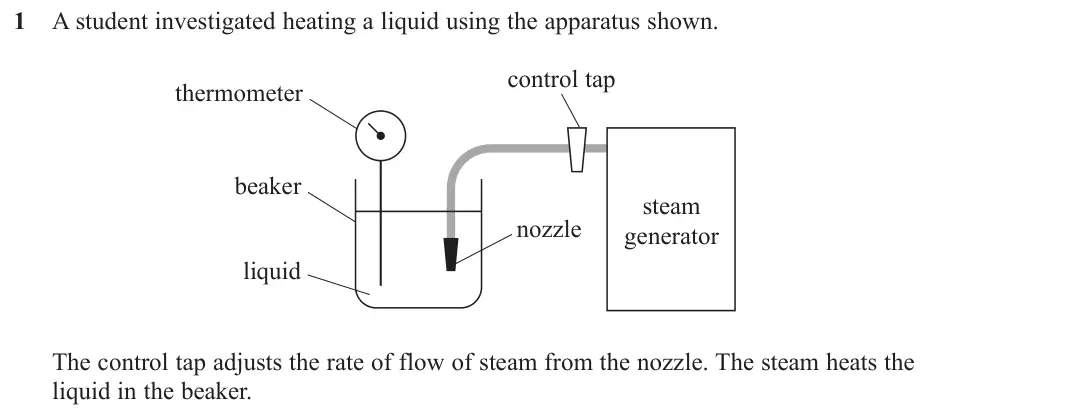 1 A student investigated heating a liquid using the apparatus shown.
control tap
thermometer
beaker
steam
generator
nozzle
liquid
The control tap adjusts the rate of flow of steam from the nozzle. The steam heats the
liquid in the beaker.